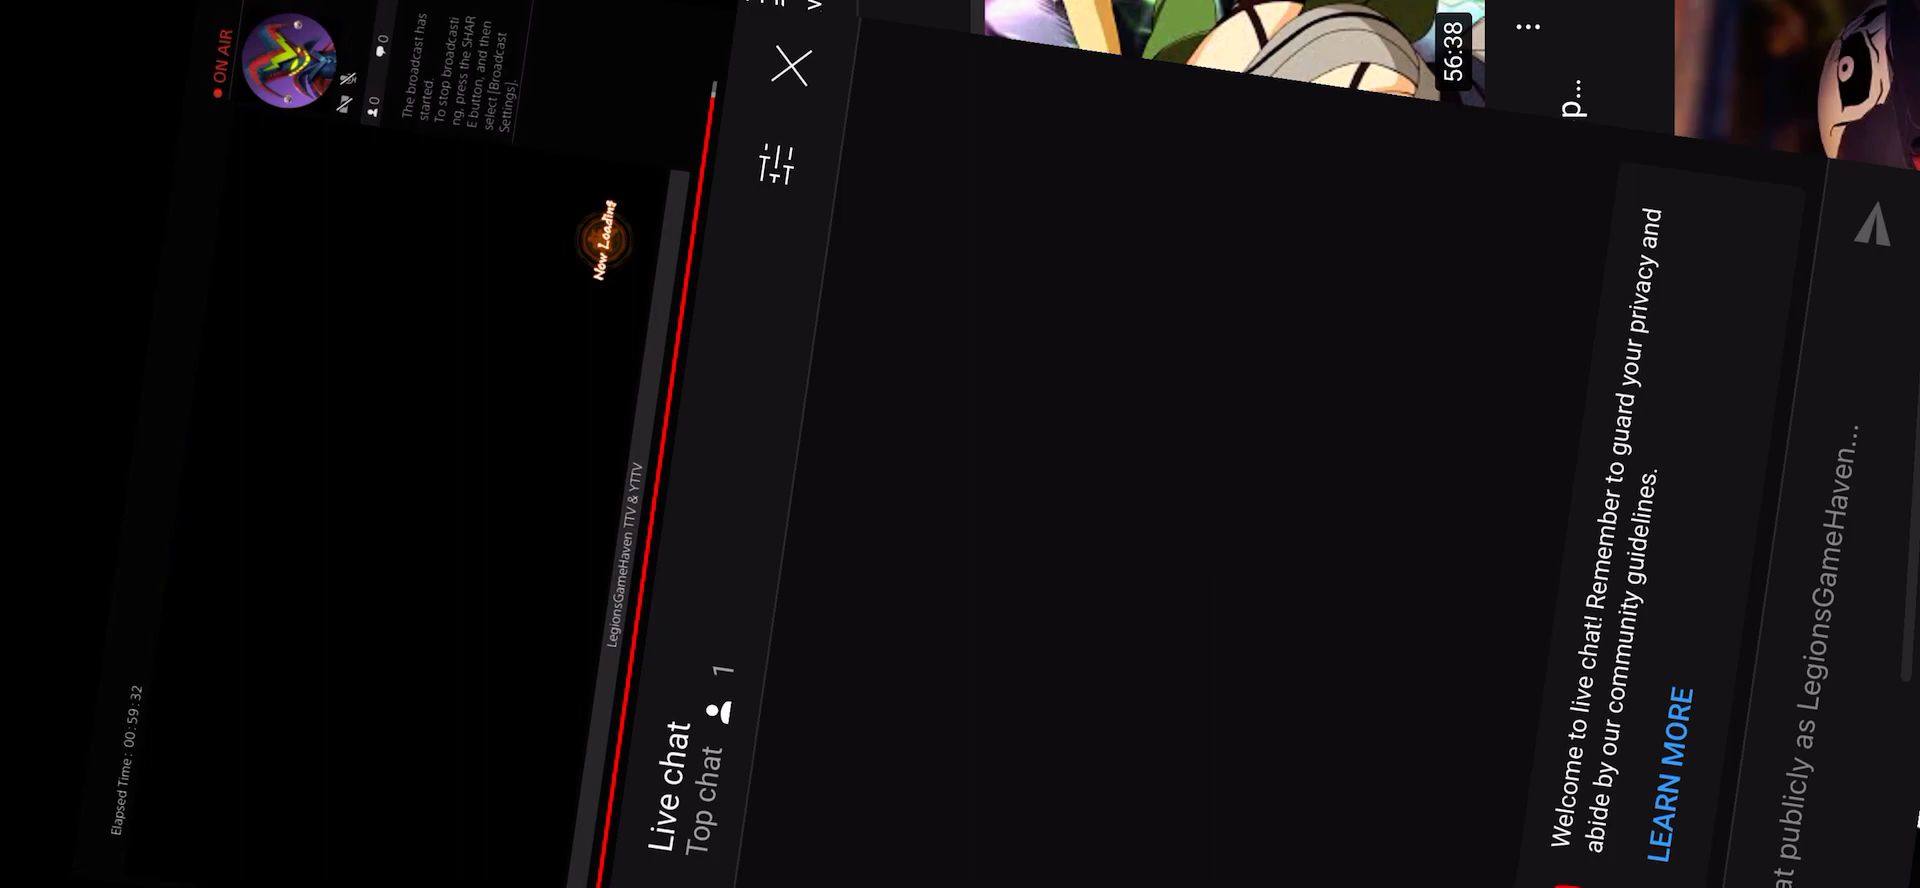 ON AIR
0
0
The broadcast has
started.
To stop broadcasti
ng, press the SHAR
E button, and then
select [Broadcast
Settings].
Now Loading
Elapsed Time: 00:59:32
LegionsGameHaven TTV & YTTV
Live chat
Top chat 1
56:38
p...
Welcome to live chat! Remember to guard your privacy and
abide by our community guidelines.
LEARN MORE
publicly as LegionsGameHaven...